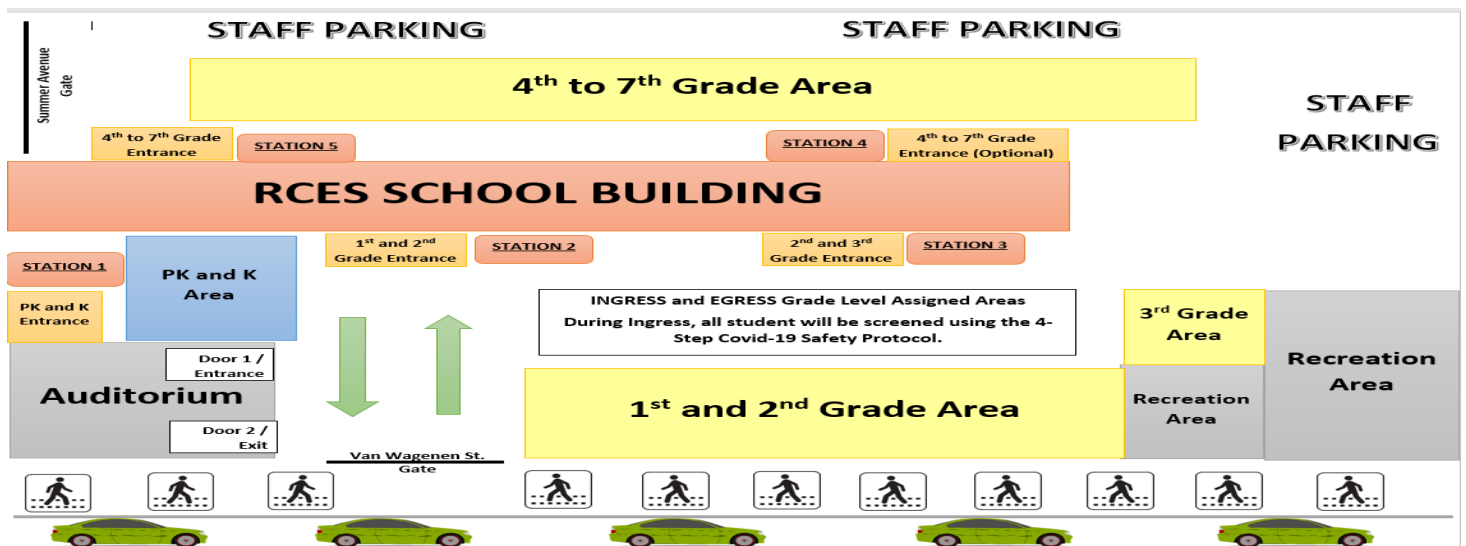 STAFF PARKING
STAFF PARKING
Summer Avenue
Gate
4th to 7th Grade Area
STAFF
PARKING
4th to 7th Grade
Entrance
STATION 5
STATION 4
4th to 7th Grade
Entrance (Optional)
RCES SCHOOL BUILDING
STATION 1
PK and K
Entrance
PK and K
Area
1st and 2nd
Grade Entrance
STATION 2
2nd and 3rd
Grade Entrance
STATION 3
INGRESS and EGRESS Grade Level Assigned Areas
During Ingress, all student will be screened using the 4-
Step Covid-19 Safety Protocol.
3rd Grade
Area
Recreation
Area
Door 1 /
Entrance
Auditorium
Door 2 /
Exit
1st and 2nd Grade Area
Recreation
Area
Van Wagenen St.
Gate